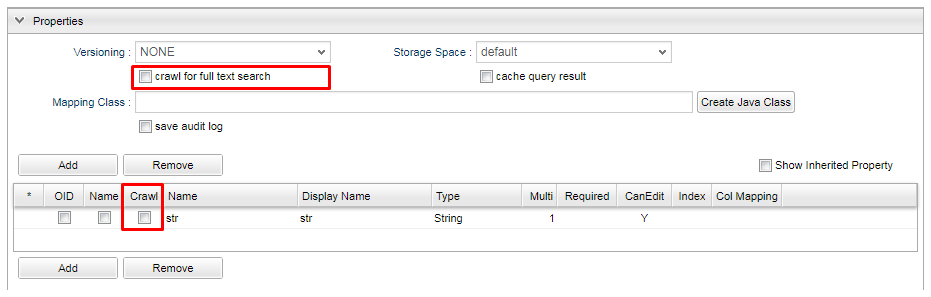 Properties
Versioning : NONE Storage Space : default
crawl for full text search cache query result
Mapping Class : Create Java Class
save audit log
Add Remove Show Inherited Property
* OID Name Crawl Name Display Name Type Multi Required CanEdit Index Col Mapping
str str String 1 Y
Add Remove